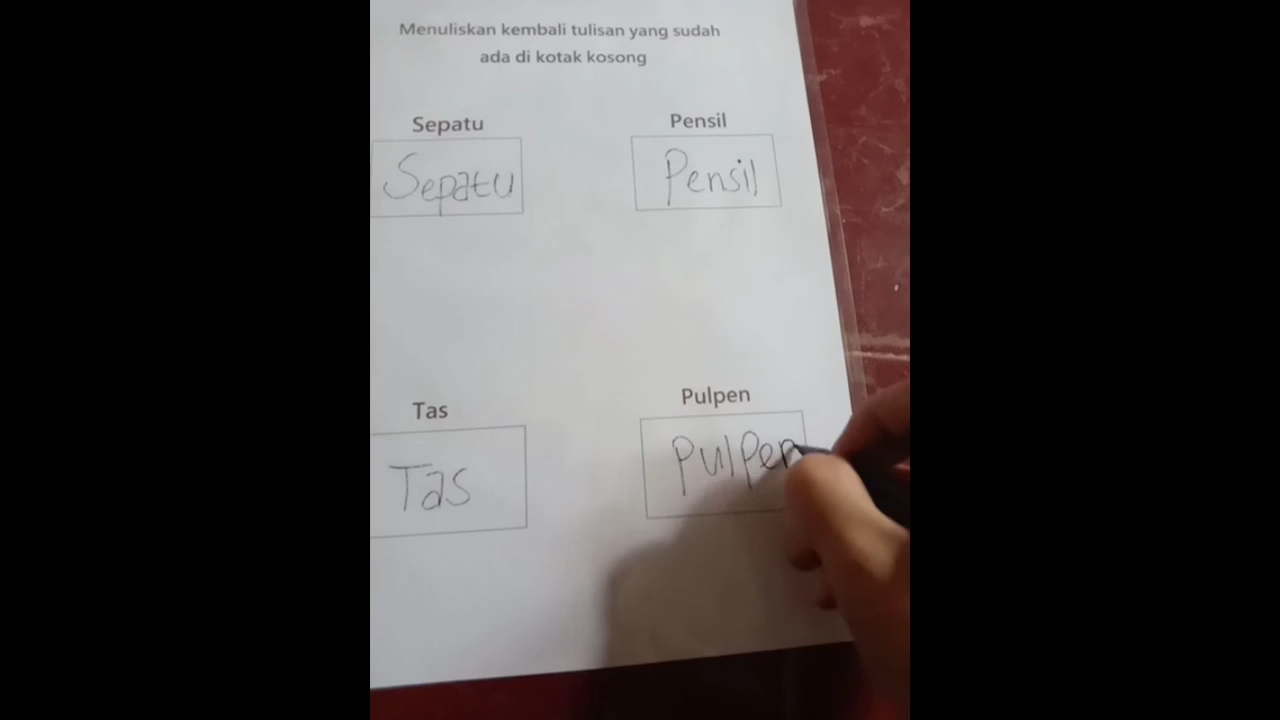 Menuliskan kembali tulisan yang sudah
ada di kotak kosong
Sepatu
Pensil
Sepatu
Pensil
Tas
Pulpen
Tas
Pulpen